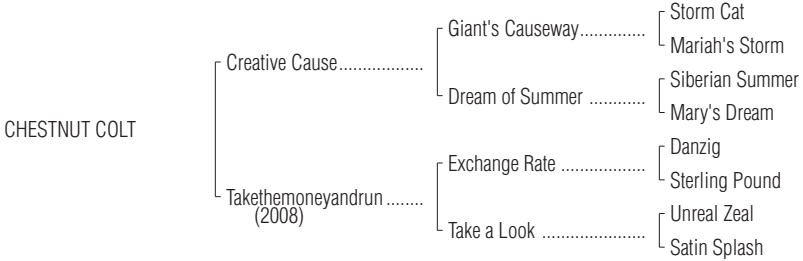 Storm Cat
Giant's Causeway..............
Mariah's Storm
Creative Cause..................
Siberian Summer
Dream of Summer ............
Mary's Dream
CHESTNUT COLT
Danzig
Exchange Rate ..................
Sterling Pound
Takethemoneyandrun ........
(2008)
Unreal Zeal
Take a Look ......................
Satin Splash